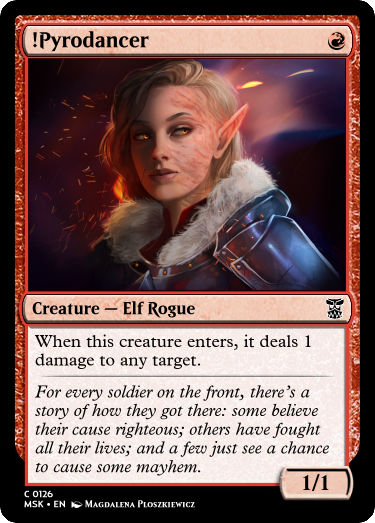 !Pyrodancer
Creature — Elf Rogue
When this creature enters, it deals 1
damage to any target.
For every soldier on the front, there's a
story of how they got there: some believe
their cause righteous; others have fought
all their lives; and a few just see a chance
to cause some mayhem.
1/1
C 0126
MSK • EN Magdalena Ploszkiewicz